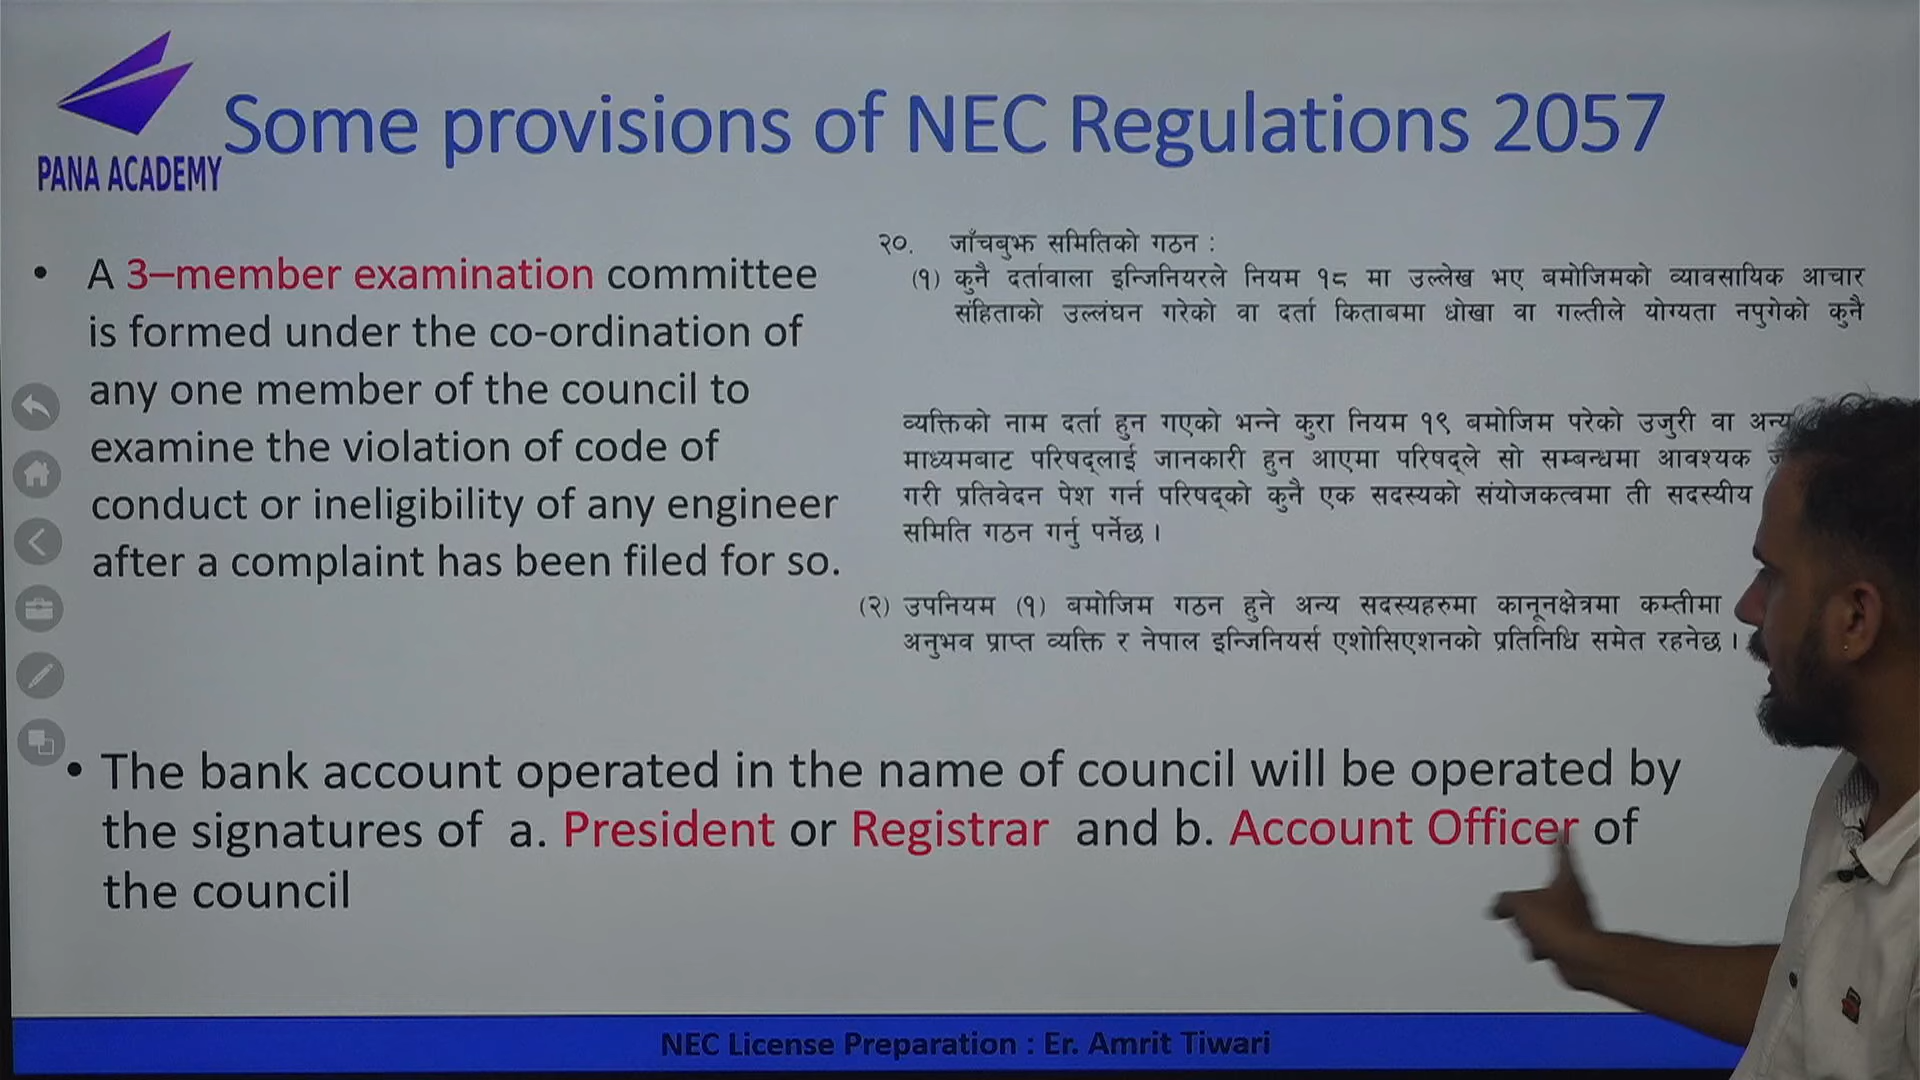 PANA ACADEMY
Some provisions of NEC Regulations 2057
• A 3–member examination committee
is formed under the co-ordination of
any one member of the council to
examine the violation of code of
conduct or ineligibility of any engineer
after a complaint has been filed for so.
२०. जाँचबुझ समितिको गठन :
(१) कुनै दर्तावाला इन्जिनियरले नियम १८ मा उल्लेख भए बमोजिमको व्यावसायिक आचार
संहिताको उल्लंघन गरेको वा दर्ता किताबमा धोखा वा गल्तीले योग्यता नपुगेको कुनै
व्यक्तिको नाम दर्ता हुन गएको भन्ने कुरा नियम १९ बमोजिम परेको उजुरी वा अन्य
माध्यमबाट परिषद्लाई जानकारी हुन आएमा परिषद्ले सो सम्बन्धमा आवश्यक
गरी प्रतिवेदन पेश गर्न परिषद्को कुनै एक सदस्यको संयोजकत्वमा ती सदस्यीय
समिति गठन गर्नु पर्नेछ ।
(२) उपनियम (१) बमोजिम गठन हुने अन्य सदस्यहरुमा कानूनक्षेत्रमा कम्तीमा
अनुभव प्राप्त व्यक्ति र नेपाल इन्जिनियर्स एशोसिएशनको प्रतिनिधि समेत रहनेछ ।
• The bank account operated in the name of council will be operated by
the signatures of a. President or Registrar and b. Account Officer of
the council
NEC License Preparation : Er. Amrit Tiwari